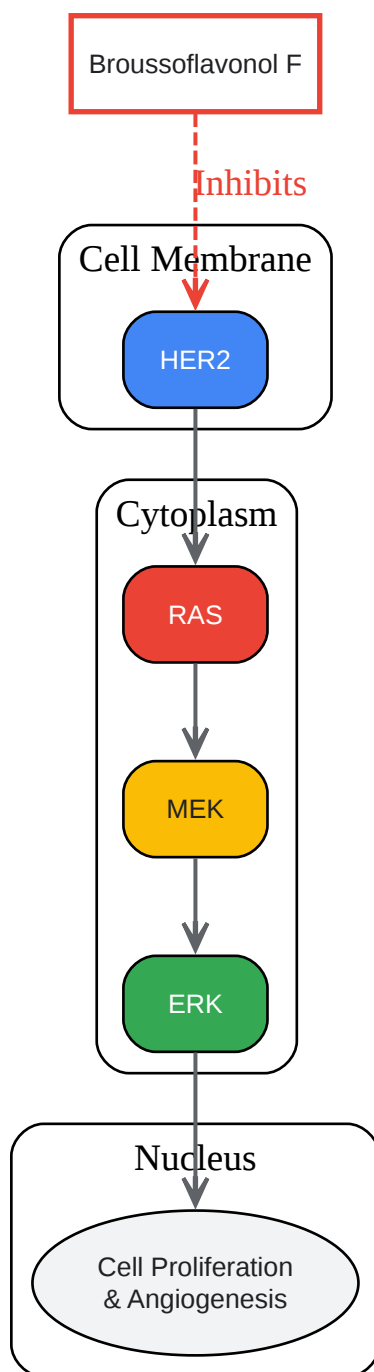 Broussoflavonol F
Inhibits
Cell Membrane
HER2
Cytoplasm
RAS
MEK
ERK
Nucleus
Cell Proliferation
& Angiogenesis